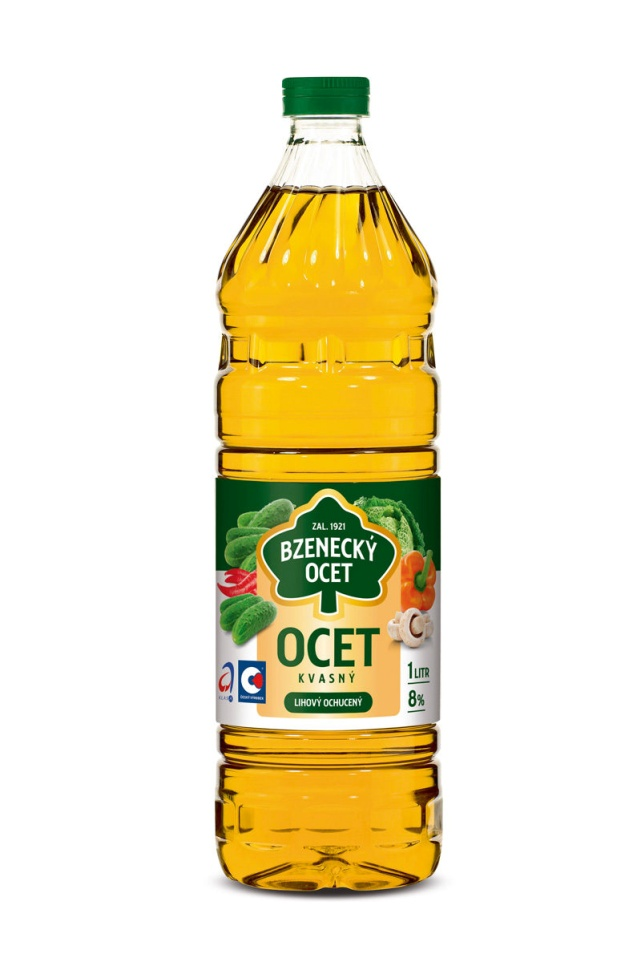 ZAL. 1921
BZENECKÝ
OCET
OCET
KVASNÝ
LIHOVÝ OCHUCENÝ
1 LITR
8%